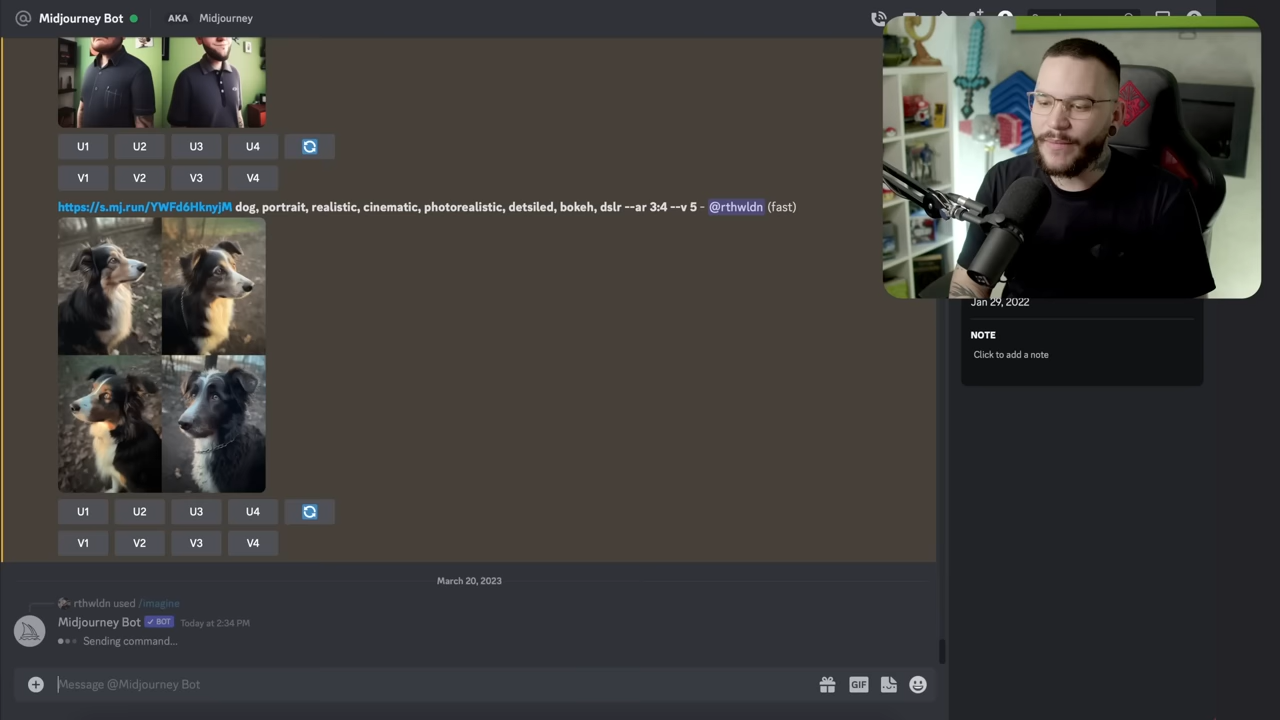 Midjourney Bot AKA Midjourney
U1 U2 U3 U4
V1 V2 V3 V4
https://s.mj.run/YWFd6HknyjM dog, portrait, realistic, cinematic, photorealistic, detsiled, bokeh, dslr --ar 3:4 --v 5 - @rthwldn (fast)
U1 U2 U3 U4
V1 V2 V3 V4
March 20, 2023
rthwldn used /imagine
Midjourney Bot ✓ BOT Today at 2:34 PM
Sending command...
Message @Midjourney Bot
GIF
Jan 29, 2022
NOTE
Click to add a note